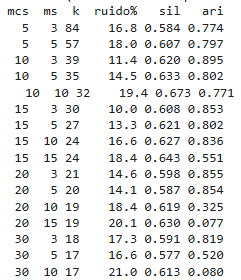 mcs ms k ruido% sil ari
5 3 84 16.8 0.584 0.774
5 5 57 18.0 0.607 0.797
10 3 39 11.4 0.620 0.895
10 5 35 14.5 0.633 0.802
10 10 32 19.4 0.673 0.771
15 3 30 10.0 0.608 0.853
15 5 27 13.3 0.621 0.802
15 10 24 16.6 0.627 0.836
15 15 24 18.4 0.643 0.551
20 3 21 14.6 0.598 0.855
20 5 20 14.1 0.587 0.854
20 10 19 18.4 0.619 0.325
20 15 19 20.1 0.630 0.077
30 3 18 17.3 0.591 0.819
30 5 17 16.6 0.577 0.520
30 10 17 21.0 0.613 0.080